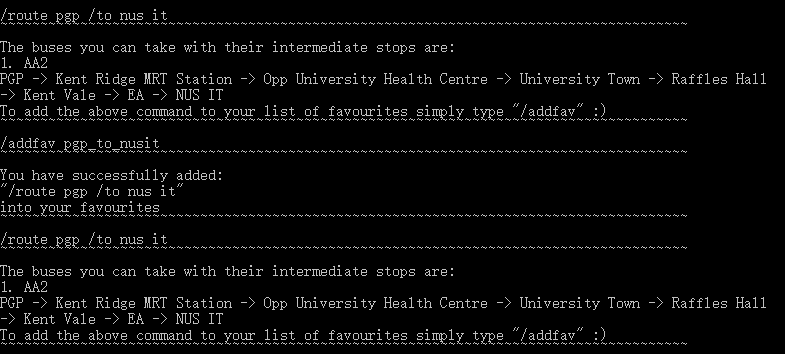 /route pgp /to nus it
~~~~~~~~~~~~~~~~~~~~~~~~~~~~~~~~~~~~~~~~~~~~~~~~~~~~~~~~~~~~~~~~~~~~~~~~~~~~~~~~~~~~~~
The buses you can take with their intermediate stops are:
1. AA2
PGP -> Kent Ridge MRT Station -> Opp University Health Centre -> University Town -> Raffles Hall
-> Kent Vale -> EA -> NUS IT
To add the above command to your list of favourites simply type "/addfav" :)
~~~~~~~~~~~~~~~~~~~~~~~~~~~~~~~~~~~~~~~~~~~~~~~~~~~~~~~~~~~~~~~~~~~~~~~~~~~~~~~~~~~~~~
/addfav pgp_to_nusit
~~~~~~~~~~~~~~~~~~~~~~~~~~~~~~~~~~~~~~~~~~~~~~~~~~~~~~~~~~~~~~~~~~~~~~~~~~~~~~~~~~~~~~
You have successfully added:
"/route pgp /to nus it"
into your favourites
~~~~~~~~~~~~~~~~~~~~~~~~~~~~~~~~~~~~~~~~~~~~~~~~~~~~~~~~~~~~~~~~~~~~~~~~~~~~~~~~~~~~~~
/route pgp /to nus it
~~~~~~~~~~~~~~~~~~~~~~~~~~~~~~~~~~~~~~~~~~~~~~~~~~~~~~~~~~~~~~~~~~~~~~~~~~~~~~~~~~~~~~
The buses you can take with their intermediate stops are:
1. AA2
PGP -> Kent Ridge MRT Station -> Opp University Health Centre -> University Town -> Raffles Hall
-> Kent Vale -> EA -> NUS IT
To add the above command to your list of favourites simply type "/addfav" :)
~~~~~~~~~~~~~~~~~~~~~~~~~~~~~~~~~~~~~~~~~~~~~~~~~~~~~~~~~~~~~~~~~~~~~~~~~~~~~~~~~~~~~~